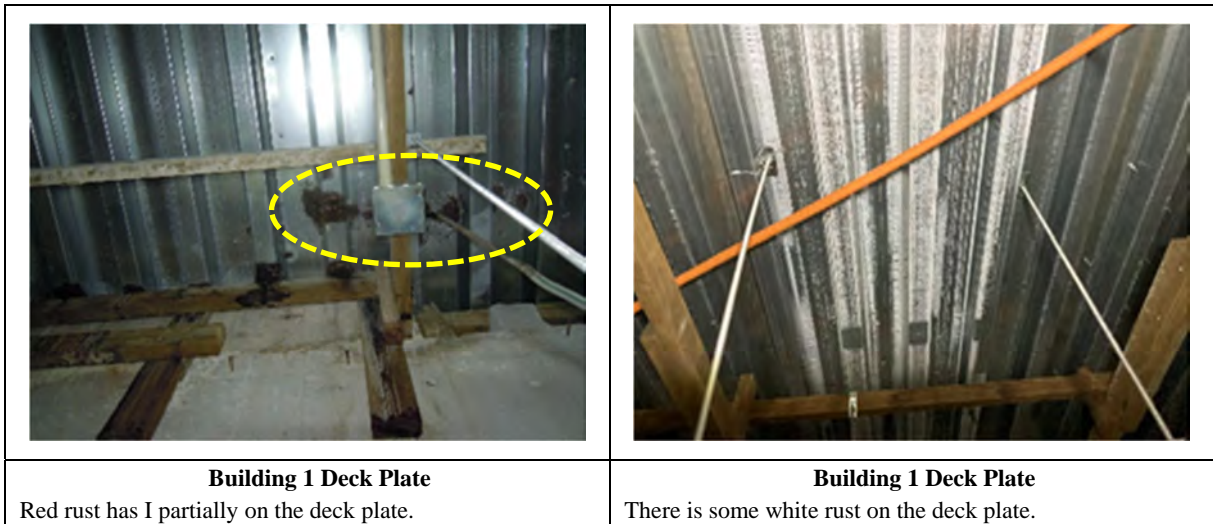 Building 1 Deck Plate
Red rust has I partially on the deck plate.
Building 1 Deck Plate
There is some white rust on the deck plate.